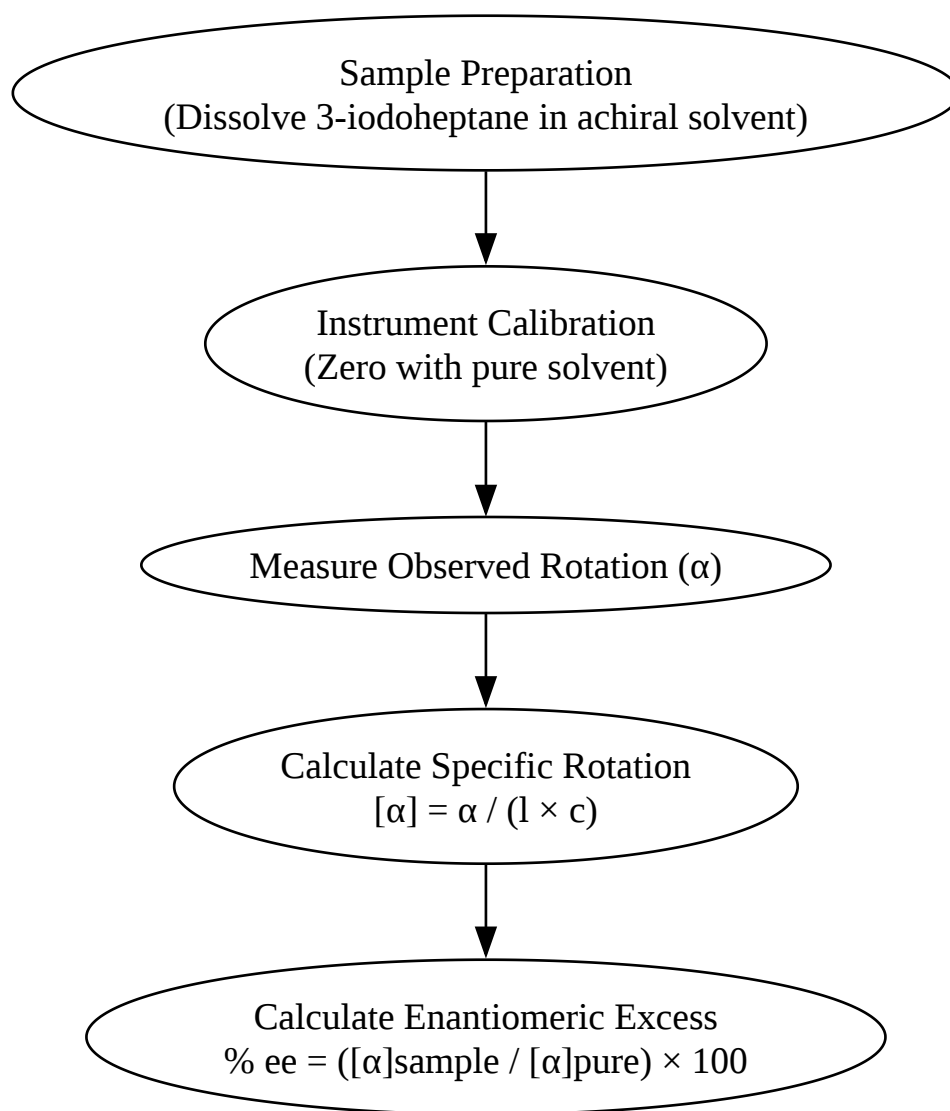 Sample Preparation
(Dissolve 3-iodoheptane in achiral solvent)
Instrument Calibration
(Zero with pure solvent)
Measure Observed Rotation (α)
Calculate Specific Rotation
[α] = α / (l × c)
Calculate Enantiomeric Excess
% ee = ([α]sample / [α]pure) × 100